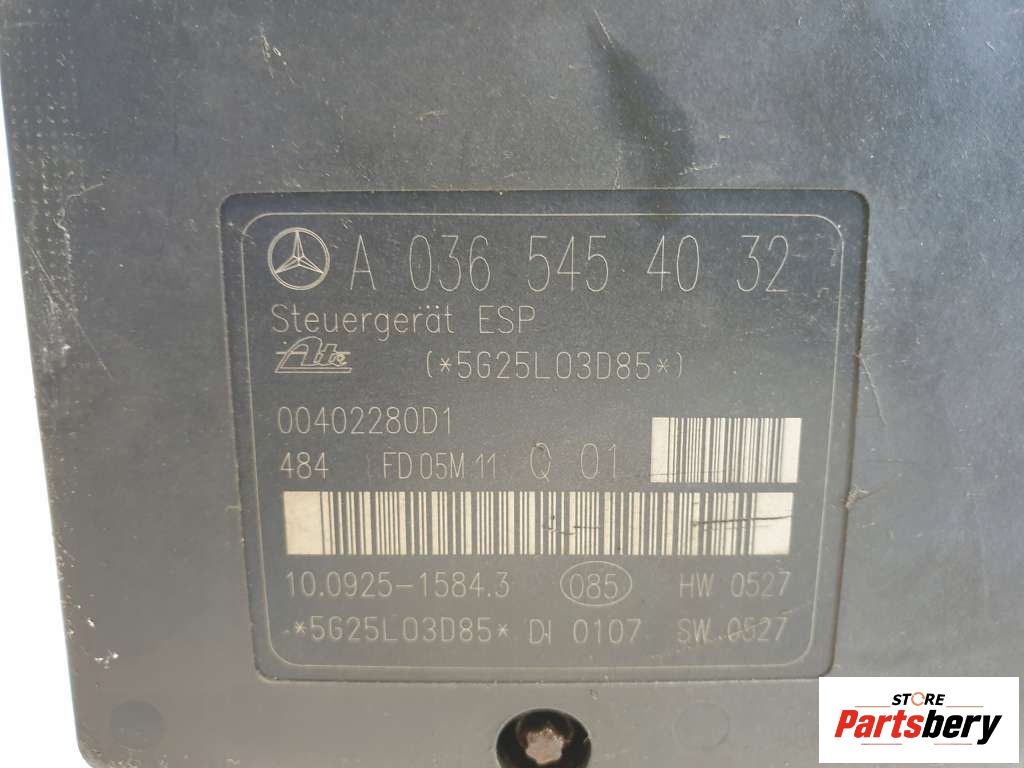 A 036 545 40 32
Steuergerät ESP
Ate (*5G25L03D85*)
00402280D1
484 FD 05M 11 Q 01
10.0925-1584.3 085 HW 0527
*5G25L03D85* DI 0107 SW 0527
STORE
Partsbery